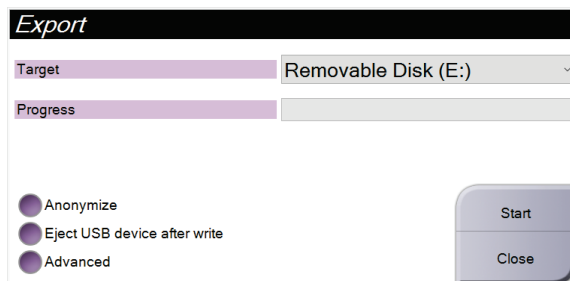 Export
Target
Removable Disk (E:)
Progress
Anonymize
Eject USB device after write
Advanced
Start
Close